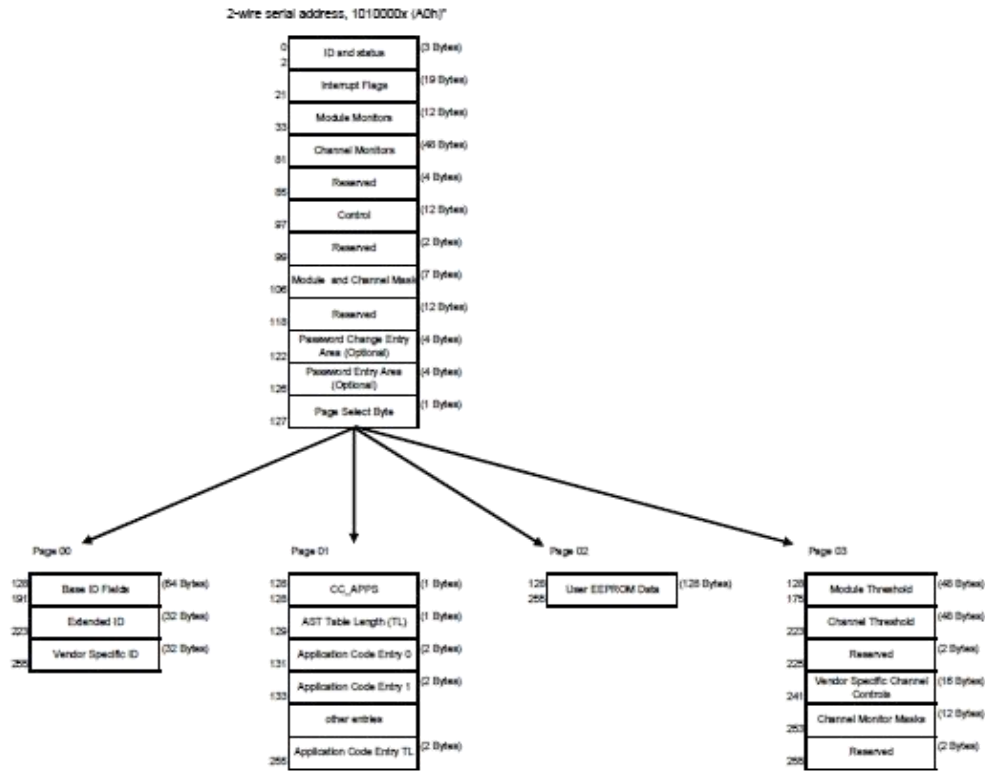 2-wire serial address, 1010000x (A0h)"
0
2
ID and status
(3 Bytes)
21
Interrupt Flags
(19 Bytes)
33
Module Monitors
(12 Bytes)
81
Channel Monitors
(48 Bytes)
85
Reserved
(4 Bytes)
97
Control
(12 Bytes)
99
Reserved
(2 Bytes)
106
Module and Channel Mask
(7 Bytes)
118
Reserved
(12 Bytes)
122
Password Change Entry
Area (Optional)
(4 Bytes)
126
Password Entry Area
(Optional)
(4 Bytes)
127
Page Select Byte
(1 Bytes)
Page 00
128
191
Base ID Fields
(64 Bytes)
223
Extended ID
(32 Bytes)
255
Vendor Specific ID
(32 Bytes)
Page 01
128
128
CC_APPS
(1 Bytes)
129
AST Table Length (TL)
(1 Bytes)
131
Application Code Entry 0
(2 Bytes)
133
Application Code Entry 1
(2 Bytes)
other entries
255
Application Code Entry TL
(2 Bytes)
Page 02
128
255
User EEPROM Data
(128 Bytes)
Page 03
128
175
Module Threshold
(48 Bytes)
223
Channel Threshold
(48 Bytes)
225
Reserved
(2 Bytes)
241
Vendor Specific Channel
Controls
(16 Bytes)
253
Channel Monitor Masks
(12 Bytes)
255
Reserved
(2 Bytes)